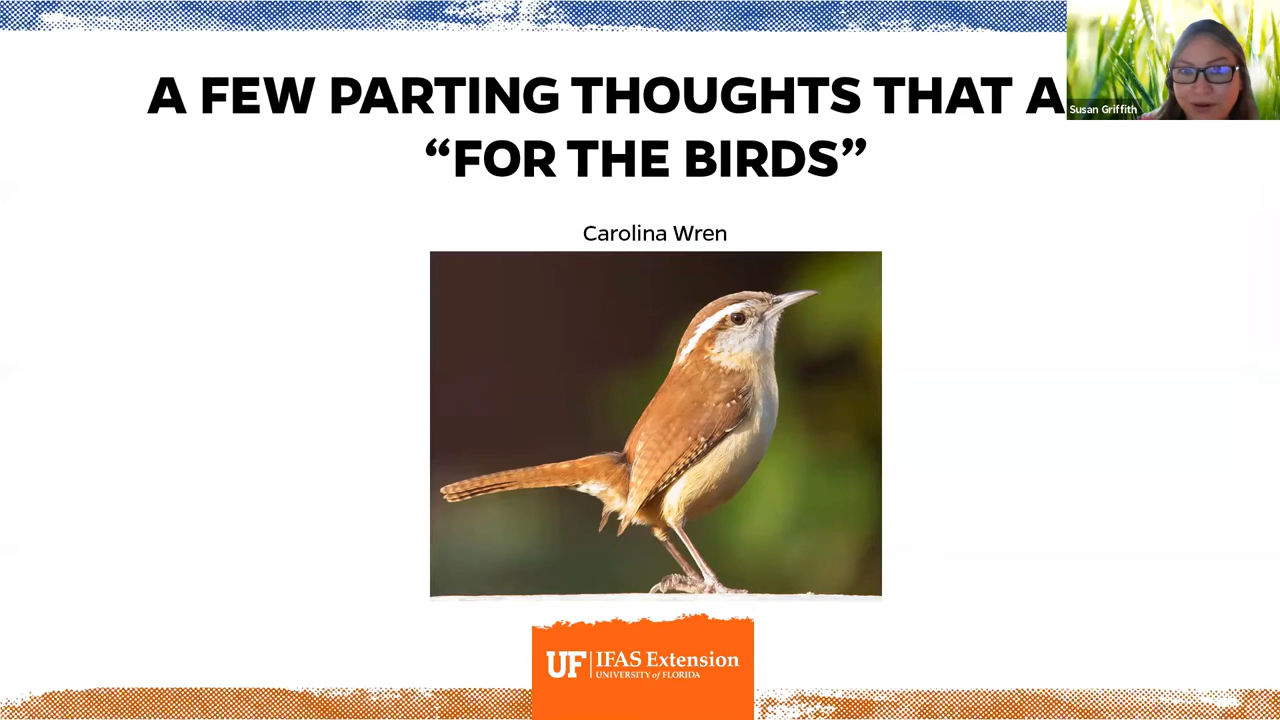 A FEW PARTING THOUGHTS THAT A
“FOR THE BIRDS”
Susan Griffith
Carolina Wren
UF IFAS Extension
UNIVERSITY of FLORIDA